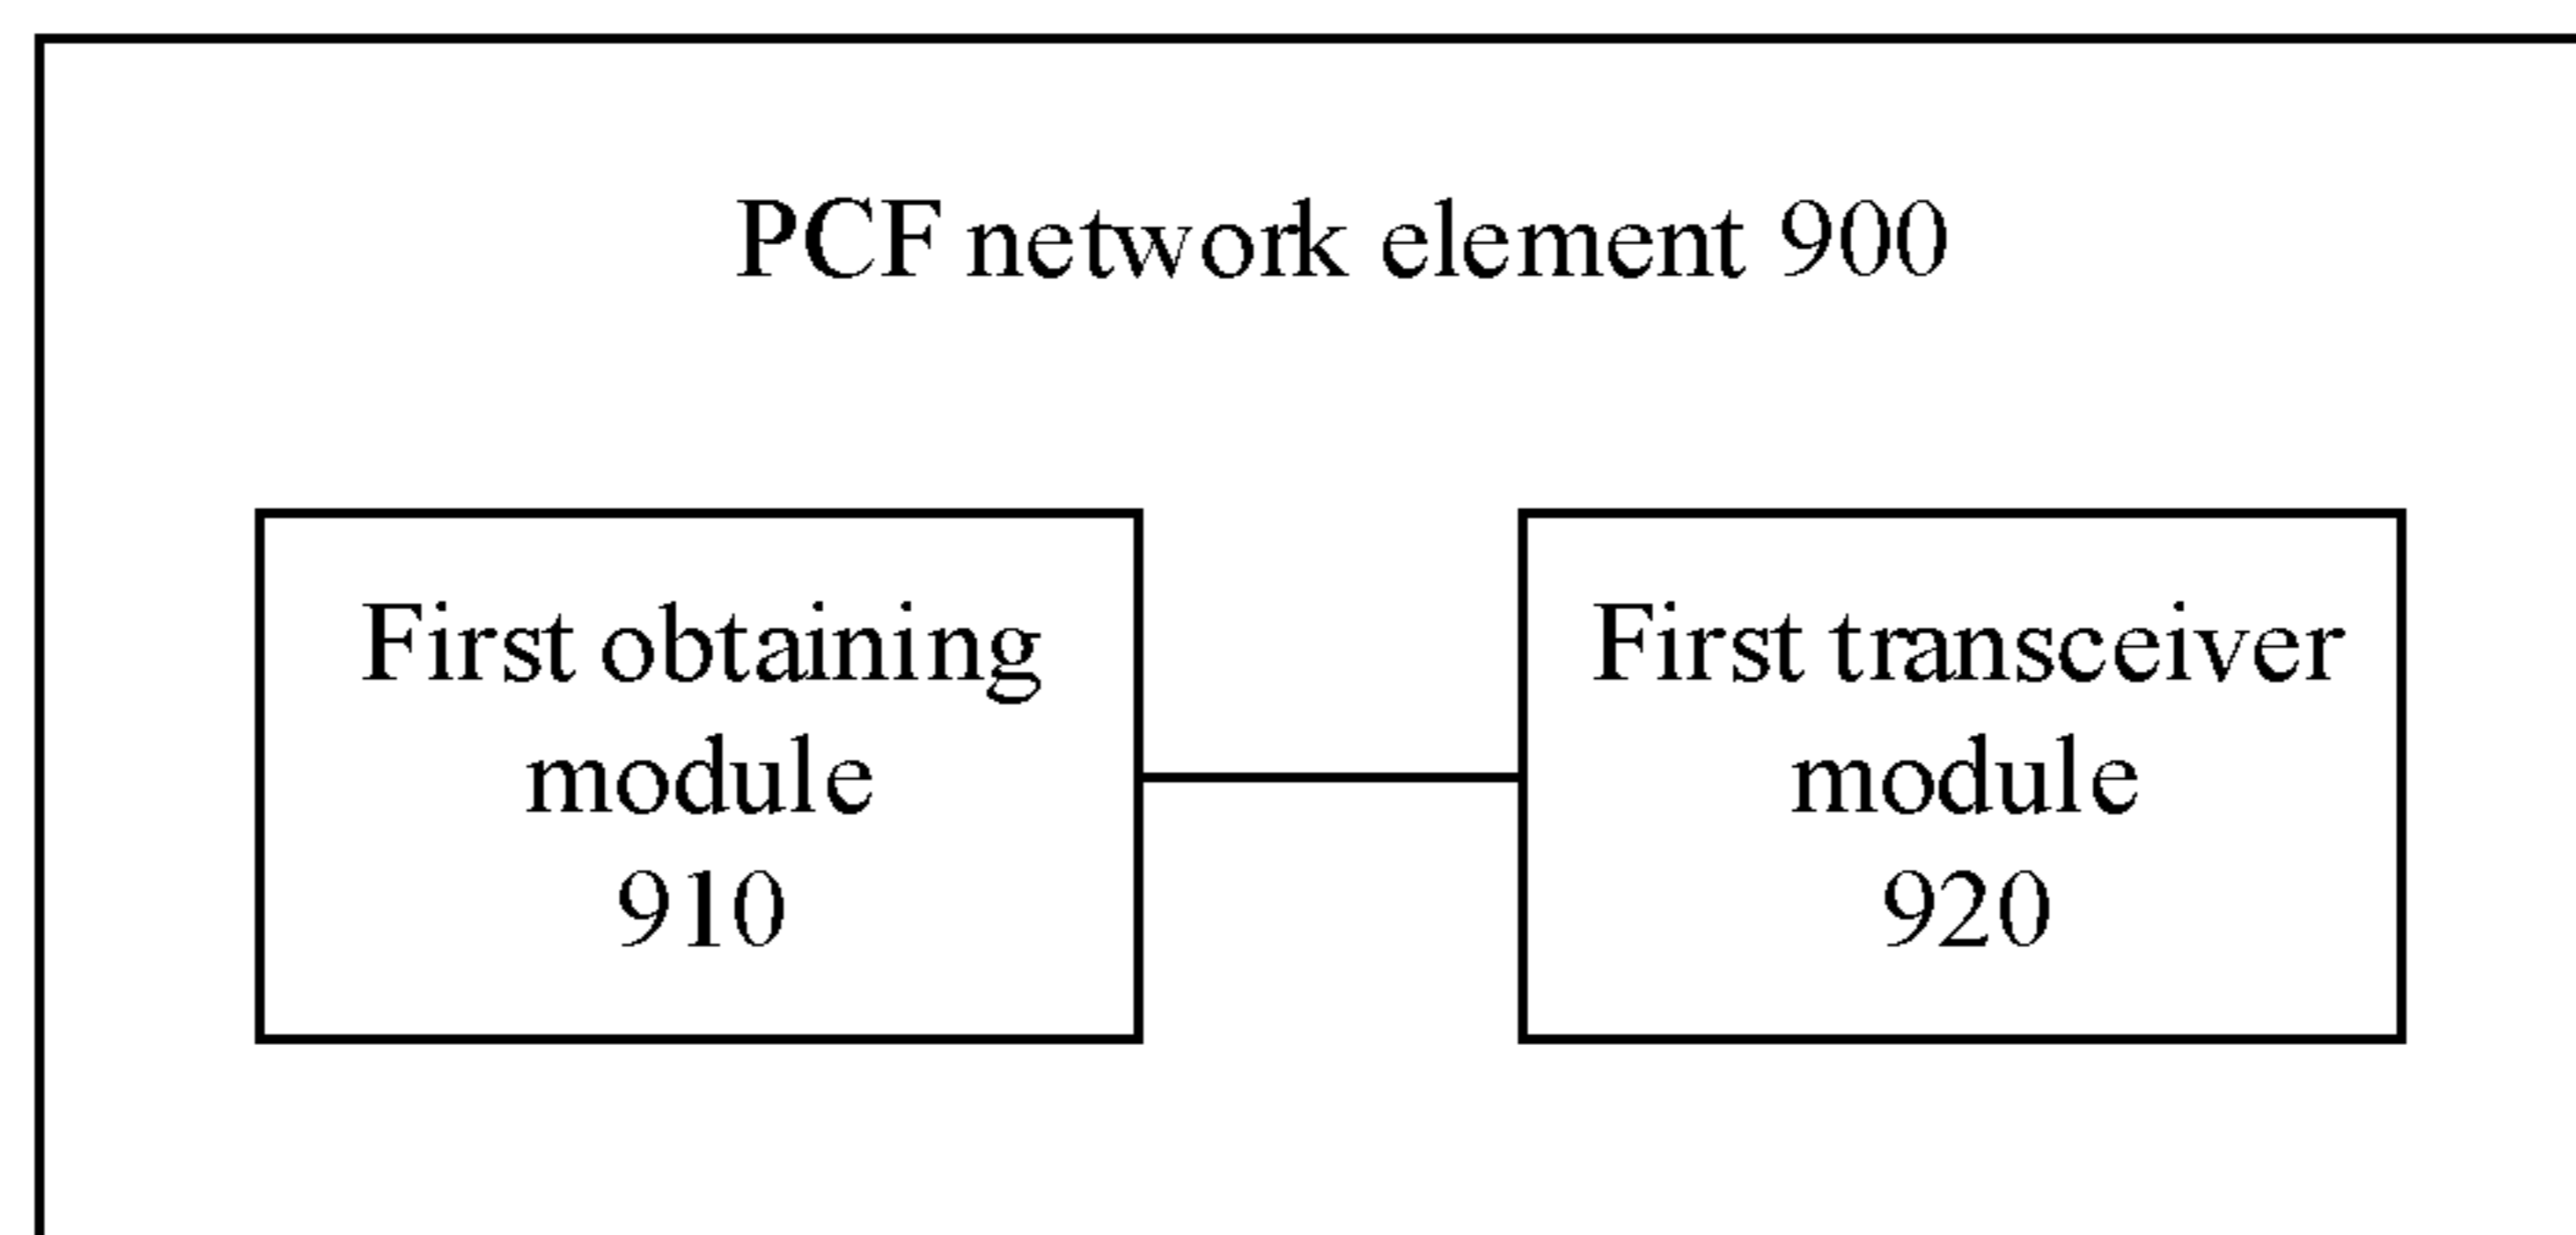 PCF network element 900
First obtaining
module
910
First transceiver
module
920